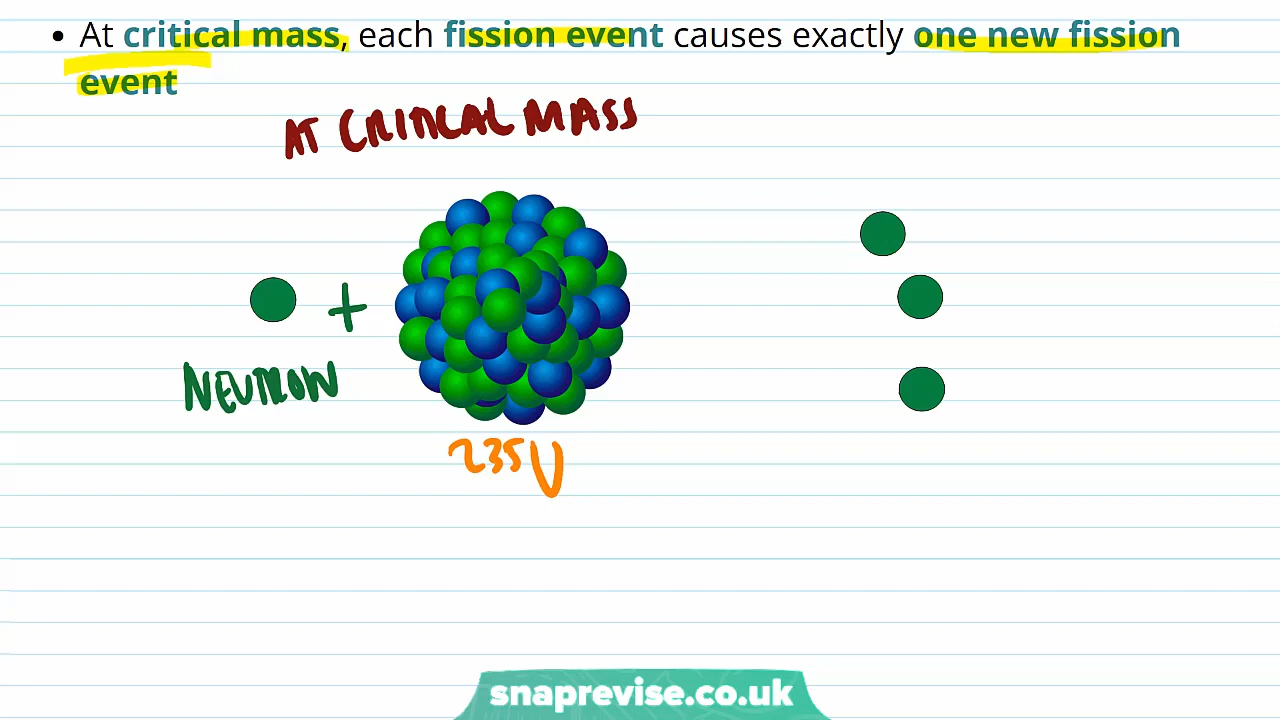 • At critical mass, each fission event causes exactly one new fission
event
AT CRITICAL MASS
+
NEUTRON
235U
snaprevise.co.uk